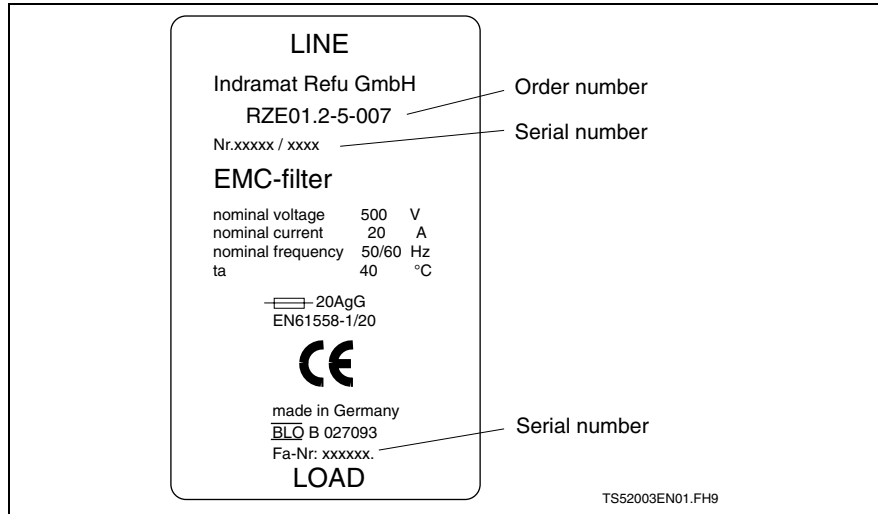 LINE
Indramat Refu GmbH
RZE01.2-5-007
Order number
Nr.xxxxx / xxxx
Serial number
EMC-filter
nominal voltage 500 V
nominal current 20 A
nominal frequency 50/60 Hz
ta 40 °C
20AgG
EN61558-1/20
CE
made in Germany
BLO B 027093
Fa-Nr: xxxxxx.
Serial number
LOAD
TS52003EN01.FH9